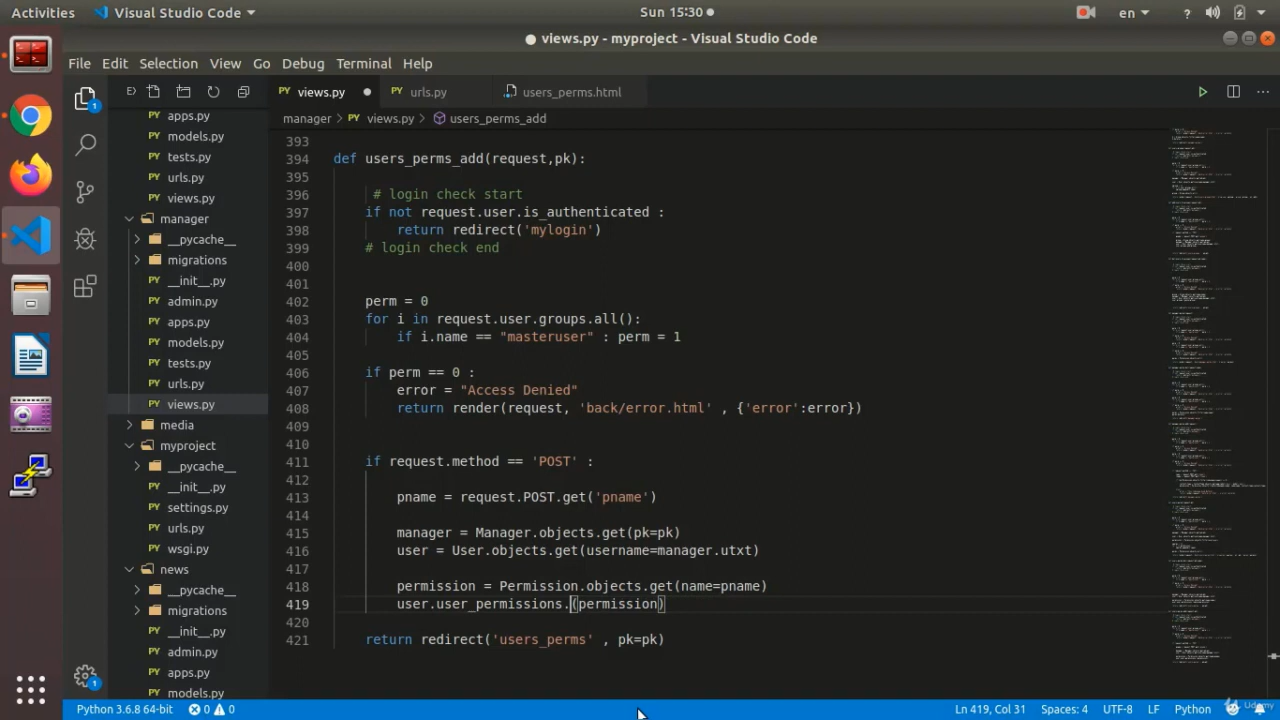 Activities
Visual Studio Code
Sun 15:30
en
views.py - myproject - Visual Studio Code
File Edit Selection View Go Debug Terminal Help
views.py
urls.py
users_perms.html
manager > views.py > users_perms_add
apps.py
models.py
tests.py
urls.py
views.py
manager
__pycache__
migrations
__init__.py
admin.py
apps.py
models.py
tests.py
urls.py
views.py
media
myproject
__pycache__
__init__.py
settings.py
urls.py
wsgi.py
news
__pycache__
migrations
__init__.py
admin.py
apps.py
models.py
393
394 def users_perms_add(request,pk):
395
396 # login check start
397 if not request.user.is_authenticated :
398 return redirect('mylogin')
399 # login check end
400
401
402 perm = 0
403 for i in request.user.groups.all():
404 if i.name == "masteruser" : perm = 1
405
406 if perm == 0 :
407 error = "Access Denied"
408 return render(request, 'back/error.html' , {'error':error})
409
410
411 if request.method == 'POST' :
412
413 pname = request.POST.get('pname')
414
415 manager = Manager.objects.get(pk=pk)
416 user = User.objects.get(username=manager.utxt)
417
418 permission = Permission.objects.get(name=pname)
419 user.user_permissions.(permission)
420
421 return redirect('users_perms' , pk=pk)
1
1
Python 3.6.8 64-bit
0
0
Ln 419, Col 31
Spaces: 4
UTF-8
LF
Python
Udemy